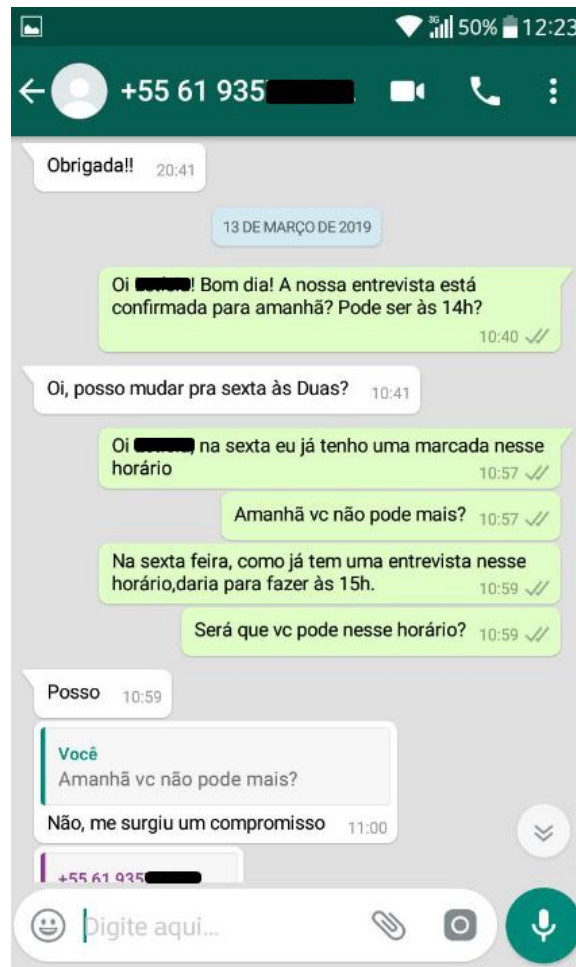 50% 12:23
+55 61 935
Obrigada!! 20:41
13 DE MARÇO DE 2019
Oi ! Bom dia! A nossa entrevista está
confirmada para amanhã? Pode ser às 14h?
10:40
Oi, posso mudar pra sexta às Duas? 10:41
Oi , na sexta eu já tenho uma marcada nesse
horário 10:57
Amanhã vc não pode mais? 10:57
Na sexta feira, como já tem uma entrevista nesse
horário,daria para fazer às 15h. 10:59
Será que vc pode nesse horário? 10:59
Posso 10:59
Você
Amanhã vc não pode mais?
Não, me surgiu um compromisso 11:00
+55 61 935
Digite aqui...